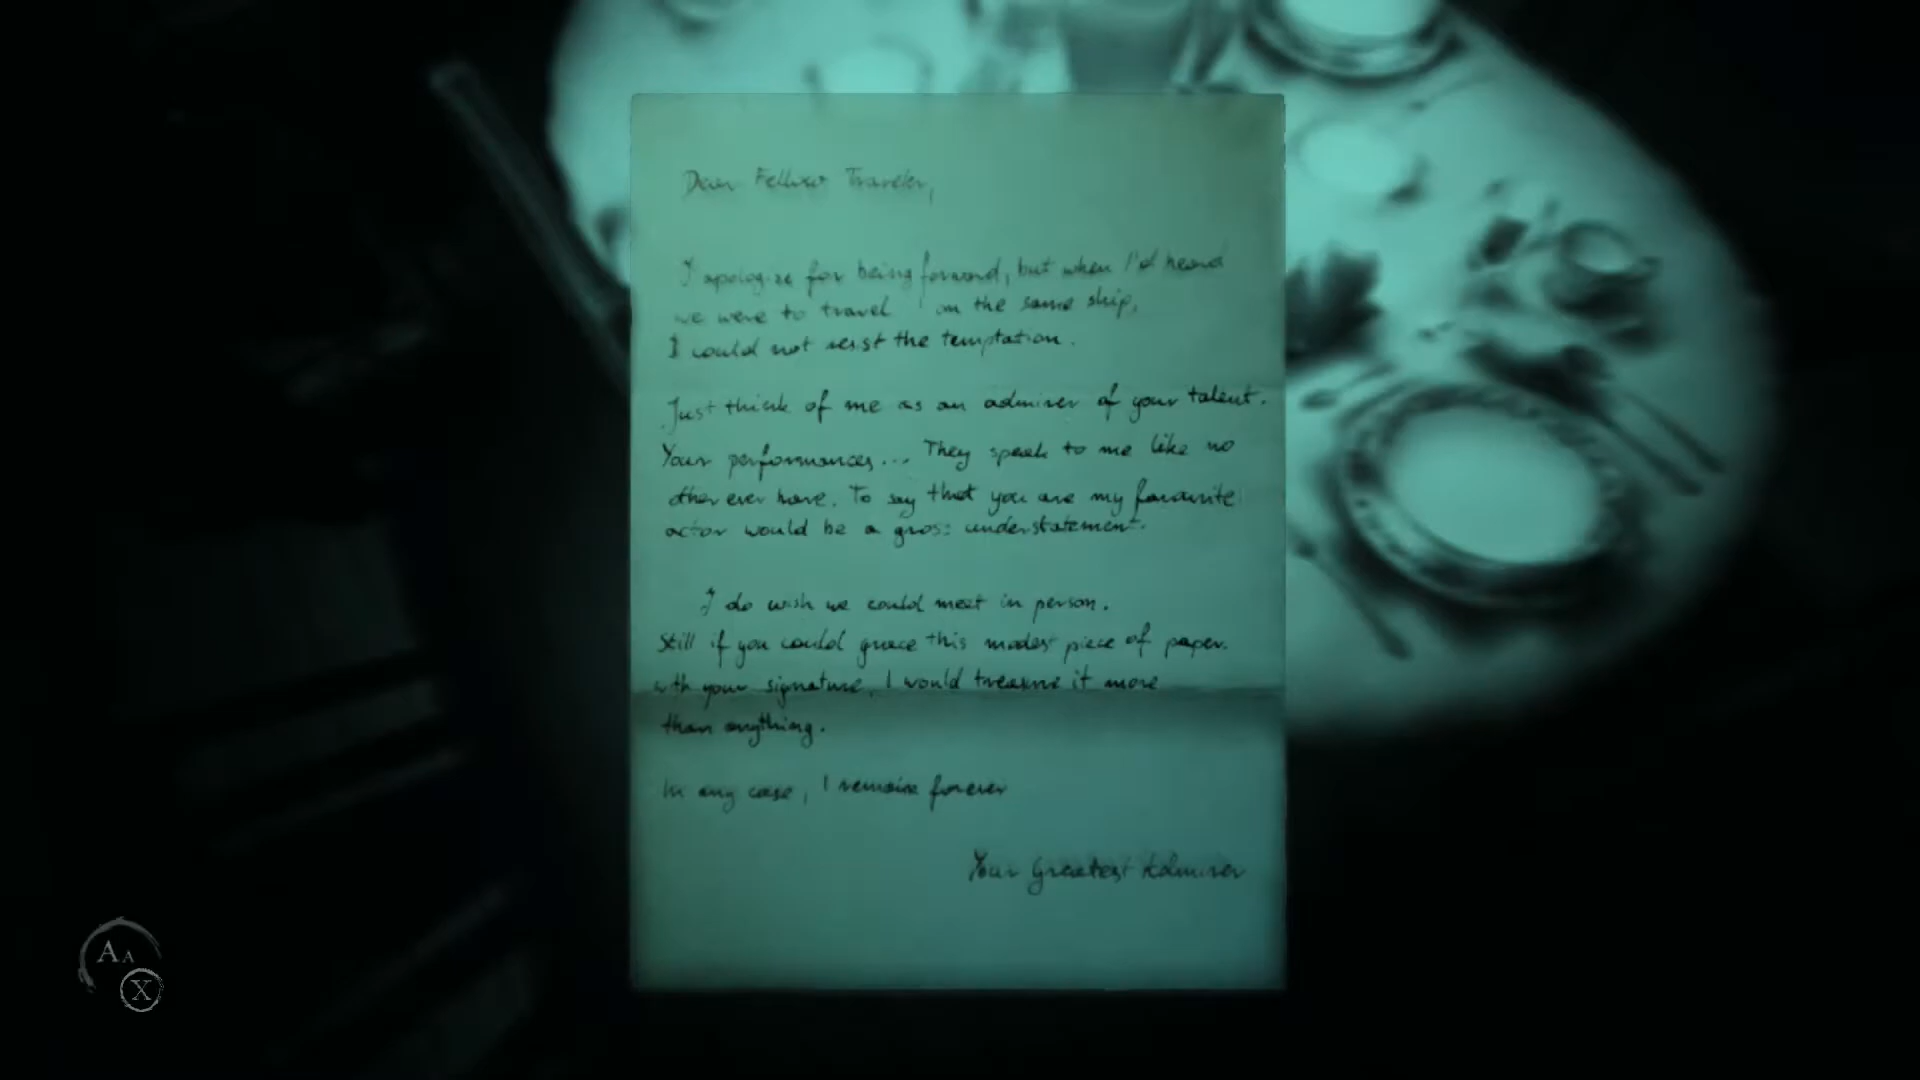 Dear Fellow Traveler,
I apologize for being forward, but when I'd heard
we were to travel on the same ship,
I could not resist the temptation.
Just think of me as an admirer of your talent.
Your performances... They speak to me like no
other ever have. To say that you are my favourite
actor would be a gross understatement.
I do wish we could meet in person.
Still if you could grace this modest piece of paper.
with your signature, I would treasure it more
than anything.
In any case, I remain forever
Your Greatest Admirer
A A
X